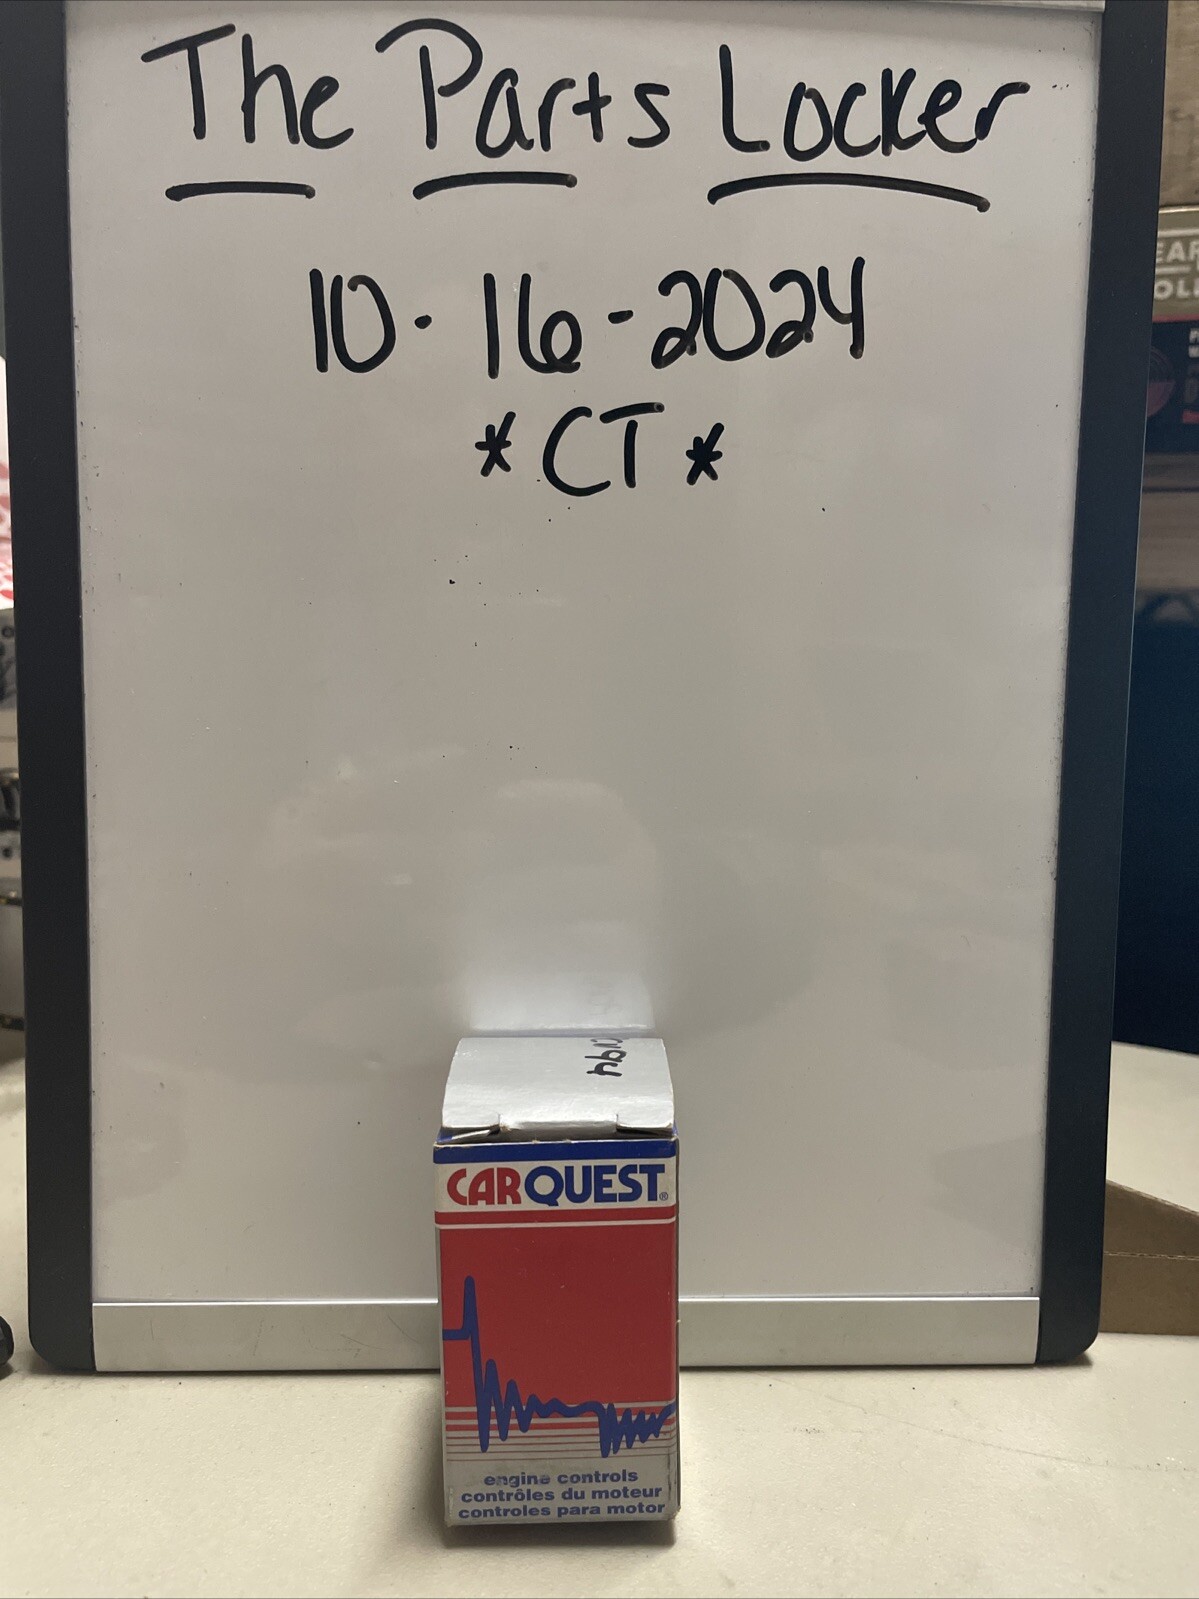 The Parts Locker
10-16-2024
*CT*
CARQUEST®
engine controls
contrôles du moteur
controles para motor